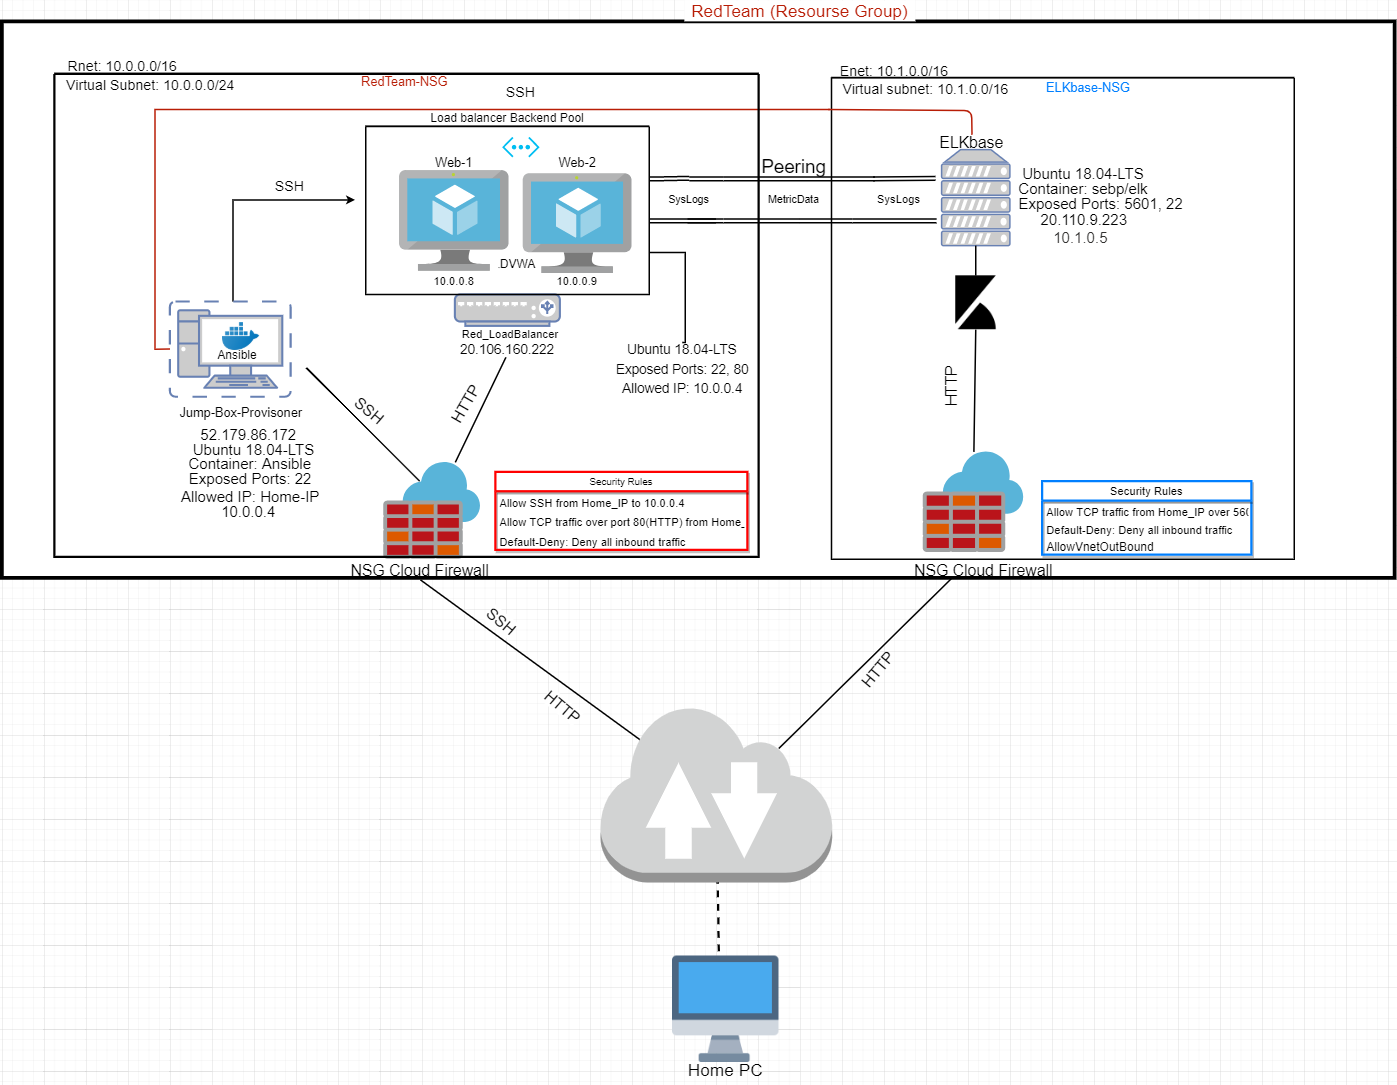 RedTeam (Resourse Group)
Rnet: 10.0.0.0/16
Virtual Subnet: 10.0.0.0/24
RedTeam-NSG
SSH
Load balancer Backend Pool
Web-1
Web-2
.DVWA
10.0.0.8
10.0.0.9
SSH
Red_LoadBalancer
20.106.160.222
Ansible
Jump-Box-Provisoner
52.179.86.172
Ubuntu 18.04-LTS
Container: Ansible
Exposed Ports: 22
Allowed IP: Home-IP
10.0.0.4
SSH
HTTP
Ubuntu 18.04-LTS
Exposed Ports: 22, 80
Allowed IP: 10.0.0.4
Security Rules
Allow SSH from Home_IP to 10.0.0.4
Allow TCP traffic over port 80(HTTP) from Home_
Default-Deny: Deny all inbound traffic
NSG Cloud Firewall
Peering
SysLogs
MetricData
SysLogs
Enet: 10.1.0.0/16
Virtual subnet: 10.1.0.0/16
ELKbase-NSG
ELKbase
Ubuntu 18.04-LTS
Container: sebp/elk
Exposed Ports: 5601, 22
20.110.9.223
10.1.0.5
HTTP
Security Rules
Allow TCP traffic from Home_IP over 560
Default-Deny: Deny all inbound traffic
AllowVnetOutBound
NSG Cloud Firewall
SSH
HTTP
HTTP
Home PC